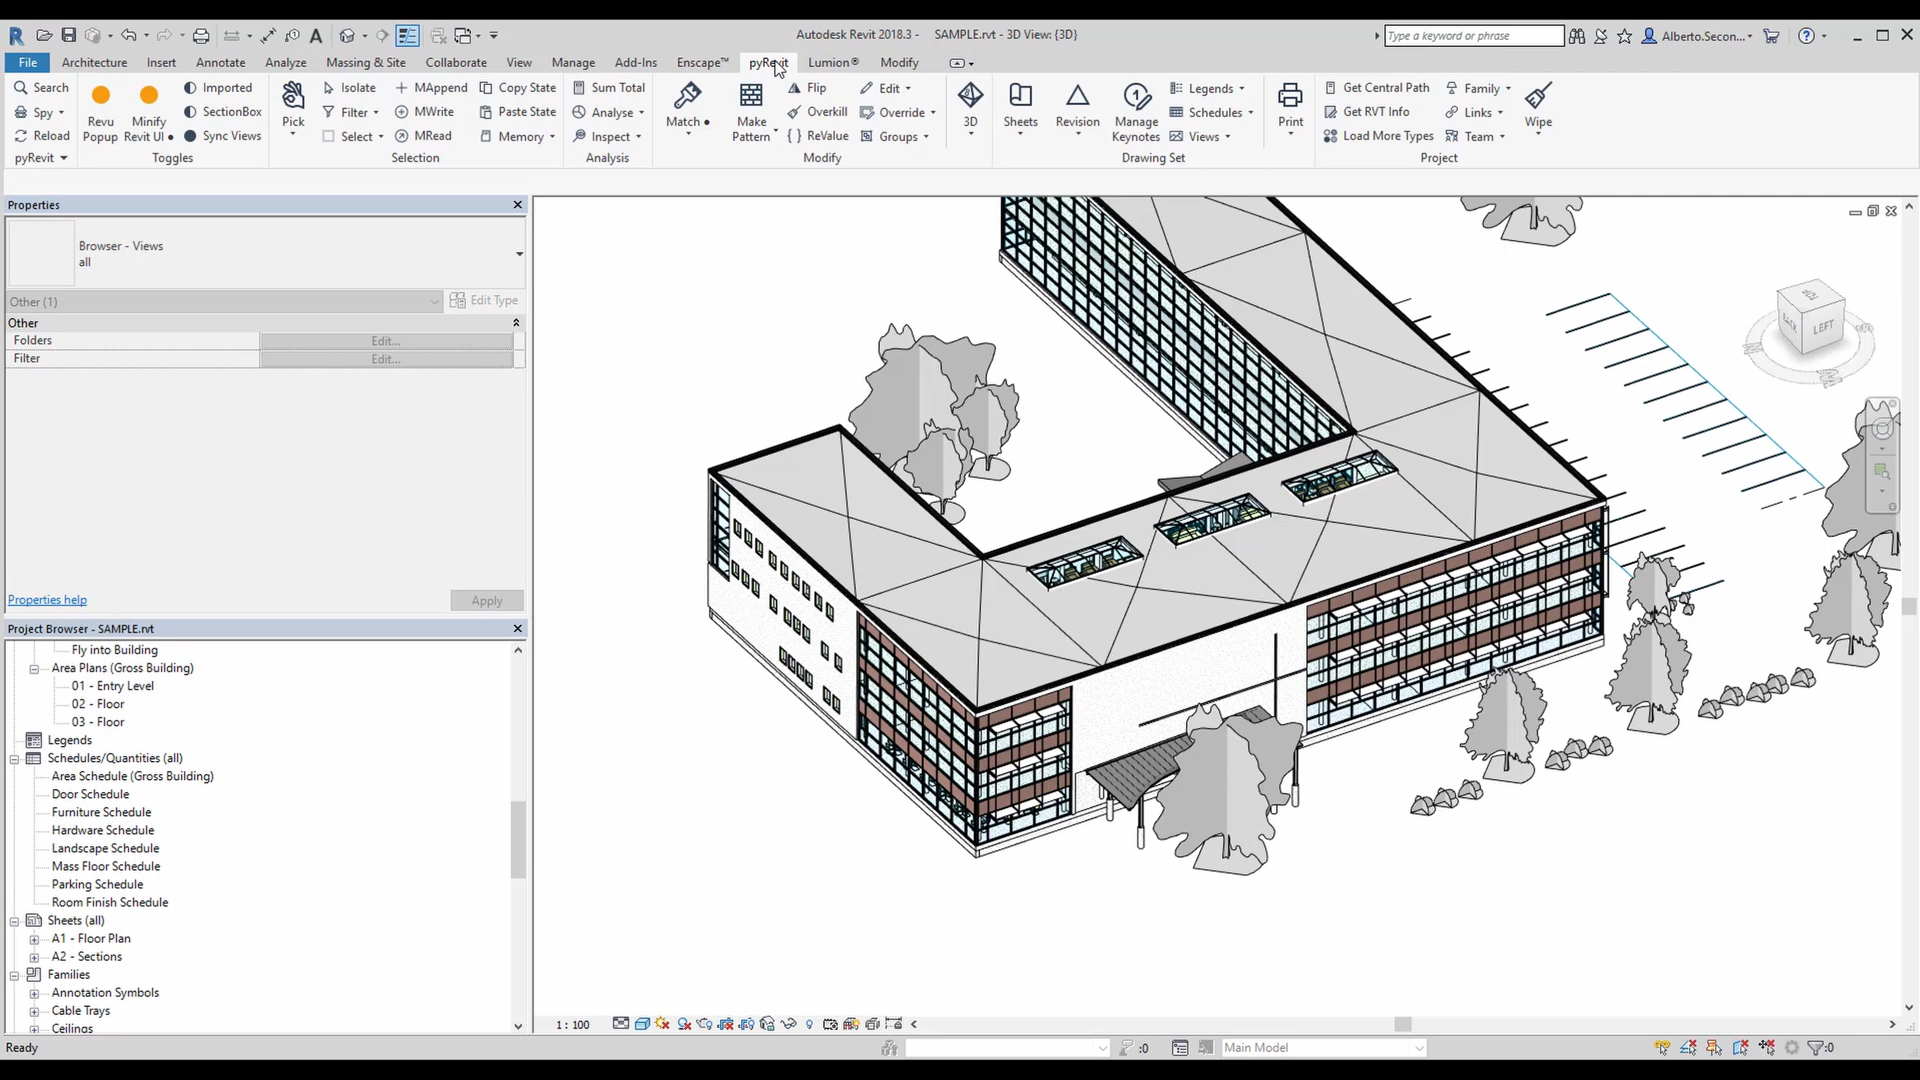 Autodesk Revit 2018.3 - SAMPLE.rvt - 3D View: {3D}
Type a keyword or phrase
Alberto.Secon...
File Architecture Insert Annotate Analyze Massing & Site Collaborate View Manage Add-Ins Enscape™ pyRevit Lumion® Modify
Search
Spy
Reload
pyRevit
Revu Popup
Minify Revit UI
Imported
SectionBox
Sync Views
Toggles
Pick
Isolate
Filter
Select
MAppend
MWrite
MRead
Copy State
Paste State
Memory
Selection
Sum Total
Analyse
Inspect
Analysis
Match
Make Pattern
Flip
Overkill
ReValue
Edit
Override
Groups
Modify
3D
Sheets
Revision
Manage Keynotes
Legends
Schedules
Views
Print
Drawing Set
Get Central Path
Get RVT Info
Load More Types
Family
Links
Team
Wipe
Project
Properties
Browser - Views
all
Other (1)
Edit Type
Other
Folders Edit...
Filter Edit...
Properties help
Apply
Project Browser - SAMPLE.rvt
Fly into Building
Area Plans (Gross Building)
01 - Entry Level
02 - Floor
03 - Floor
Legends
Schedules/Quantities (all)
Area Schedule (Gross Building)
Door Schedule
Furniture Schedule
Hardware Schedule
Landscape Schedule
Mass Floor Schedule
Parking Schedule
Room Finish Schedule
Sheets (all)
A1 - Floor Plan
A2 - Sections
Families
Annotation Symbols
Cable Trays
Ceilings
TOP
BACK
LEFT
1 : 100
Ready
:0
Main Model
:0